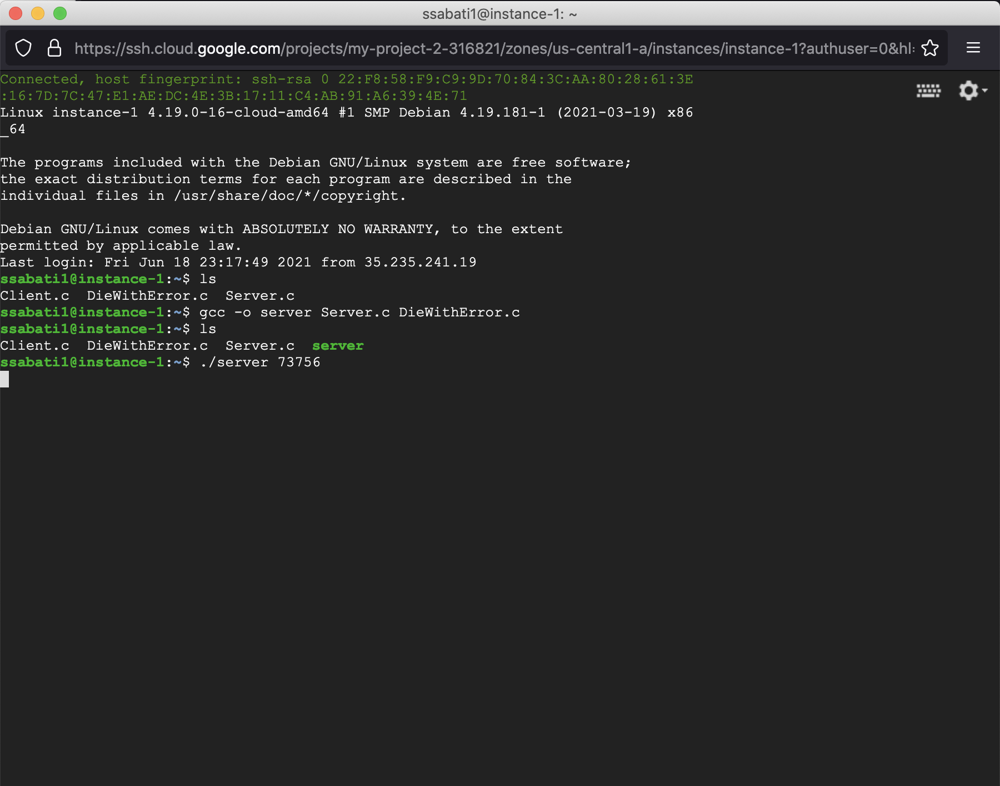 ssabati1@instance-1: ~
https://ssh.cloud.google.com/projects/my-project-2-316821/zones/us-central1-a/instances/instance-1?authuser=0&hl=
Connected, host fingerprint: ssh-rsa 0 22:F8:58:F9:C9:9D:70:84:3C:AA:80:28:61:3E
:16:7D:7C:47:E1:AE:DC:4E:3B:17:11:C4:AB:91:A6:39:4E:71
Linux instance-1 4.19.0-16-cloud-amd64 #1 SMP Debian 4.19.181-1 (2021-03-19) x86
_64
The programs included with the Debian GNU/Linux system are free software;
the exact distribution terms for each program are described in the
individual files in /usr/share/doc/*/copyright.
Debian GNU/Linux comes with ABSOLUTELY NO WARRANTY, to the extent
permitted by applicable law.
Last login: Fri Jun 18 23:17:49 2021 from 35.235.241.19
ssabati1@instance-1:~$ ls
Client.c  DieWithError.c  Server.c
ssabati1@instance-1:~$ gcc -o server Server.c DieWithError.c
ssabati1@instance-1:~$ ls
Client.c  DieWithError.c  Server.c  server
ssabati1@instance-1:~$ ./server 73756